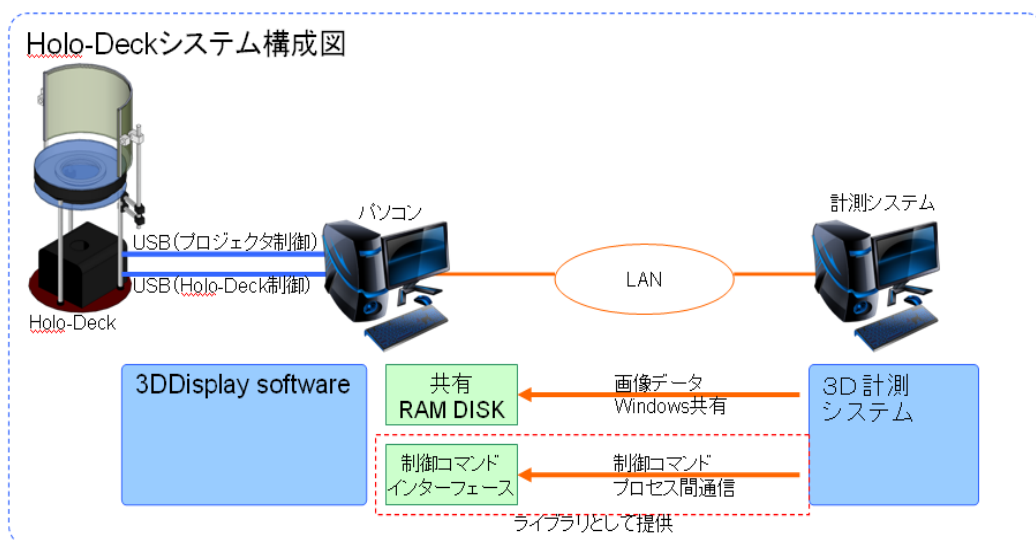 Holo-Deckシステム構成図
パソコン
計測システム
USB(プロジェクタ制御)
USB(Holo-Deck制御)
LAN
Holo-Deck
3DDisplay software
共有
RAM DISK
画像データ
Windows共有
3D計測
システム
制御コマンド
インターフェース
制御コマンド
プロセス間通信
ライブラリとして提供